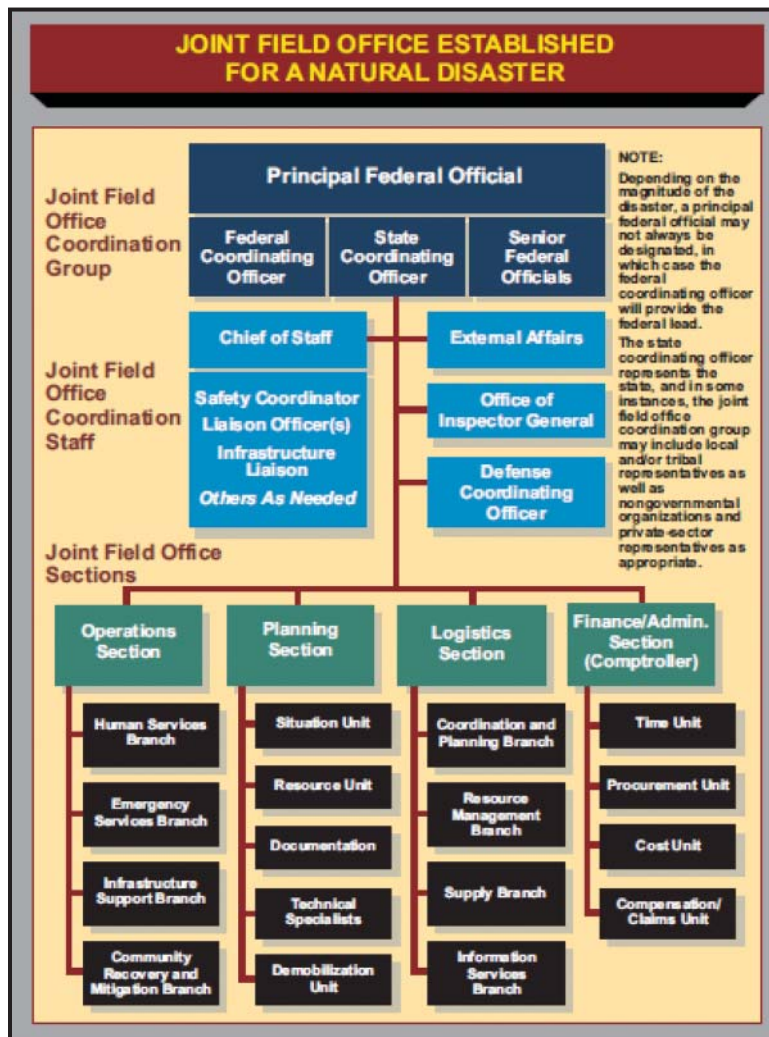 JOINT FIELD OFFICE ESTABLISHED
FOR A NATURAL DISASTER
Joint Field
Office
Coordination
Group
Principal Federal Official
Federal
Coordinating
Officer
State
Coordinating
Officer
Senior
Federal
Officials
NOTE:
Depending on the
magnitude of the
disaster, a principal
federal official may
not always be
designated, in
which case the
federal
coordinating officer
will provide the
federal lead.
The state
coordinating officer
represents the
state, and in some
instances, the joint
field office
coordination group
may include local
and/or tribal
representatives as
well as
nongovernmental
organizations and
private-sector
representatives as
appropriate.
Joint Field
Office
Coordination
Staff
Chief of Staff
Safety Coordinator
Liaison Officer(s)
Infrastructure
Liaison
Others As Needed
External Affairs
Office of
Inspector General
Defense
Coordinating
Officer
Joint Field Office
Sections
Operations
Section
Human Services
Branch
Emergency
Services Branch
Infrastructure
Support Branch
Community
Recovery and
Mitigation Branch
Planning
Section
Situation Unit
Resource Unit
Documentation
Technical
Specialists
Demobilization
Unit
Logistics
Section
Coordination and
Planning Branch
Resource
Management
Branch
Supply Branch
Information
Services
Branch
Finance/Admin.
Section
(Comptroller)
Time Unit
Procurement Unit
Cost Unit
Compensation/
Claims Unit